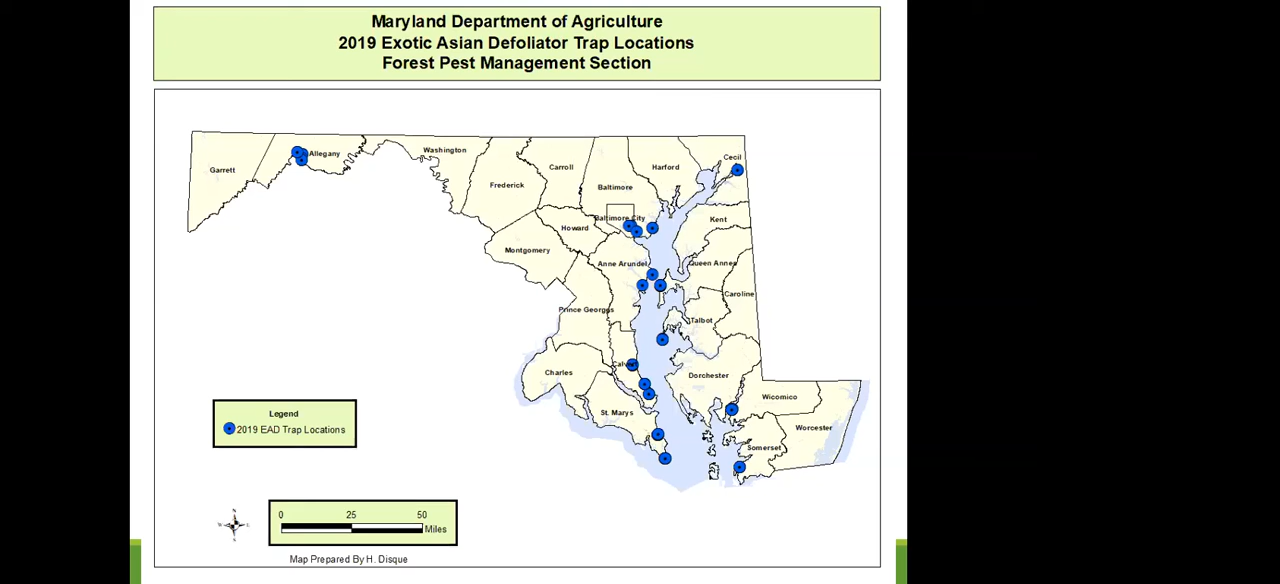 Maryland Department of Agriculture
2019 Exotic Asian Defoliator Trap Locations
Forest Pest Management Section
Garrett
Allegany
Washington
Frederick
Carroll
Baltimore
Harford
Cecil
Baltimore City
Howard
Kent
Montgomery
Anne Arundel
Queen Annes
Caroline
Prince Georges
Talbot
Charles
Calvert
Dorchester
Wicomico
St. Marys
Worcester
Somerset
Legend
2019 EAD Trap Locations
0 25 50
Miles
Map Prepared By H. Disque